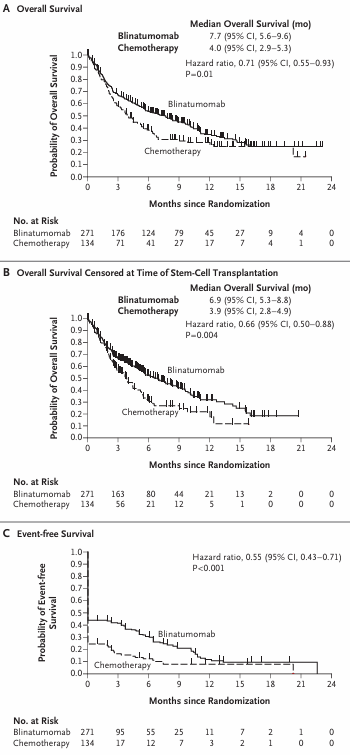 A Overall Survival
Median Overall Survival (mo)
Blinatumomab 7.7 (95% CI, 5.6–9.6)
Chemotherapy 4.0 (95% CI, 2.9–5.3)
Hazard ratio, 0.71 (95% CI, 0.55–0.93)
P=0.01
Probability of Overall Survival
1.0
0.9
0.8
0.7
0.6
0.5
0.4
0.3
0.2
0.1
0.0
Blinatumomab
Chemotherapy
0 3 6 9 12 15 18 21 24
Months since Randomization
No. at Risk
Blinatumomab 271 176 124 79 45 27 9 4 0
Chemotherapy 134 71 41 27 17 7 4 1 0
B Overall Survival Censored at Time of Stem-Cell Transplantation
Median Overall Survival (mo)
Blinatumomab 6.9 (95% CI, 5.3–8.8)
Chemotherapy 3.9 (95% CI, 2.8–4.9)
Hazard ratio, 0.66 (95% CI, 0.50–0.88)
P=0.004
Probability of Overall Survival
1.0
0.9
0.8
0.7
0.6
0.5
0.4
0.3
0.2
0.1
0.0
Blinatumomab
Chemotherapy
0 3 6 9 12 15 18 21 24
Months since Randomization
No. at Risk
Blinatumomab 271 163 80 44 21 13 2 0 0
Chemotherapy 134 56 21 12 5 1 0 0 0
C Event-free Survival
Hazard ratio, 0.55 (95% CI, 0.43–0.71)
P<0.001
Probability of Event-free
Survival
1.0
0.9
0.8
0.7
0.6
0.5
0.4
0.3
0.2
0.1
0.0
Blinatumomab
Chemotherapy
0 3 6 9 12 15 18 21 24
Months since Randomization
No. at Risk
Blinatumomab 271 95 55 25 11 7 2 1 0
Chemotherapy 134 17 12 7 3 2 1 0 0